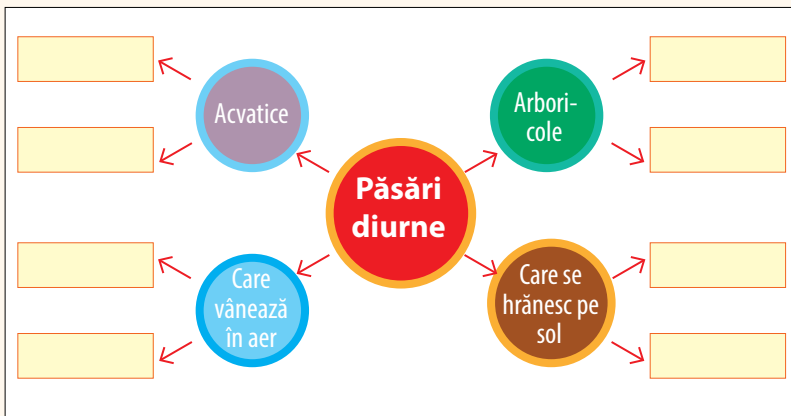 Acvatice
Arbori-
cole
Păsări
diurne
Care
vânează
în aer
Care se
hrănesc pe
sol